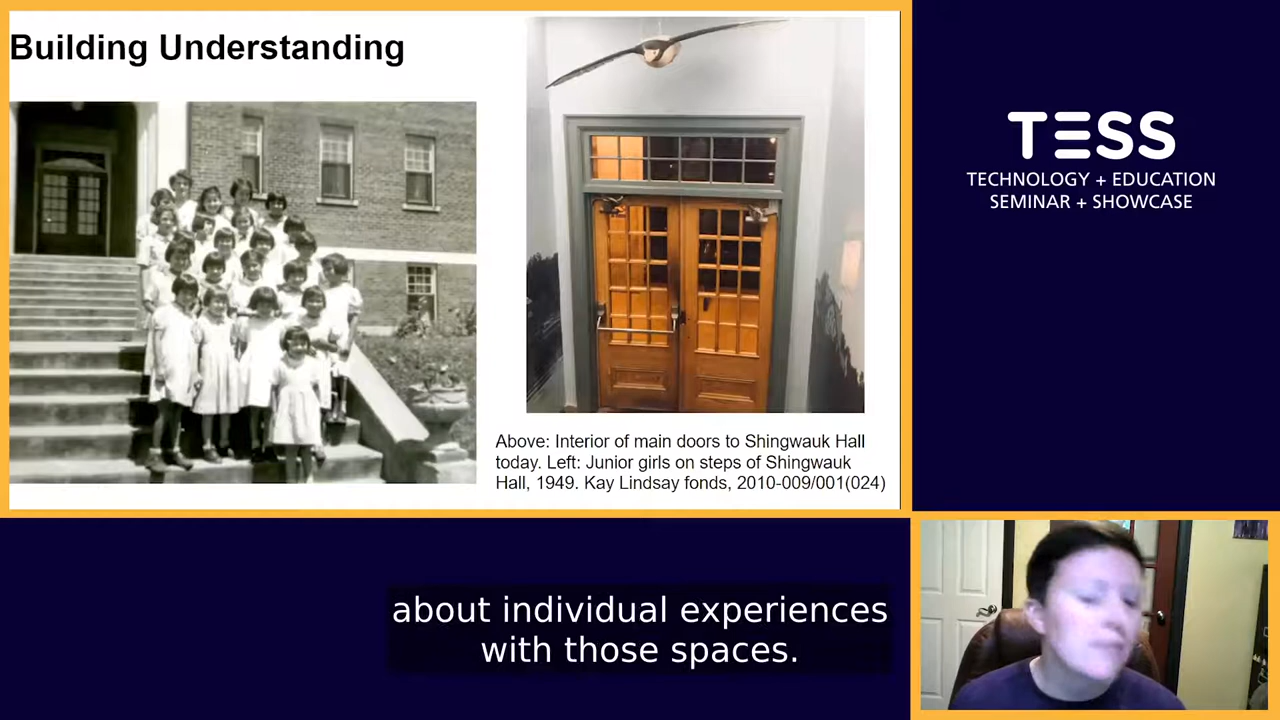 Building Understanding
Above: Interior of main doors to Shingwauk Hall
today. Left: Junior girls on steps of Shingwauk
Hall, 1949. Kay Lindsay fonds, 2010-009/001(024)
TESS
TECHNOLOGY + EDUCATION
SEMINAR + SHOWCASE
about individual experiences
with those spaces.